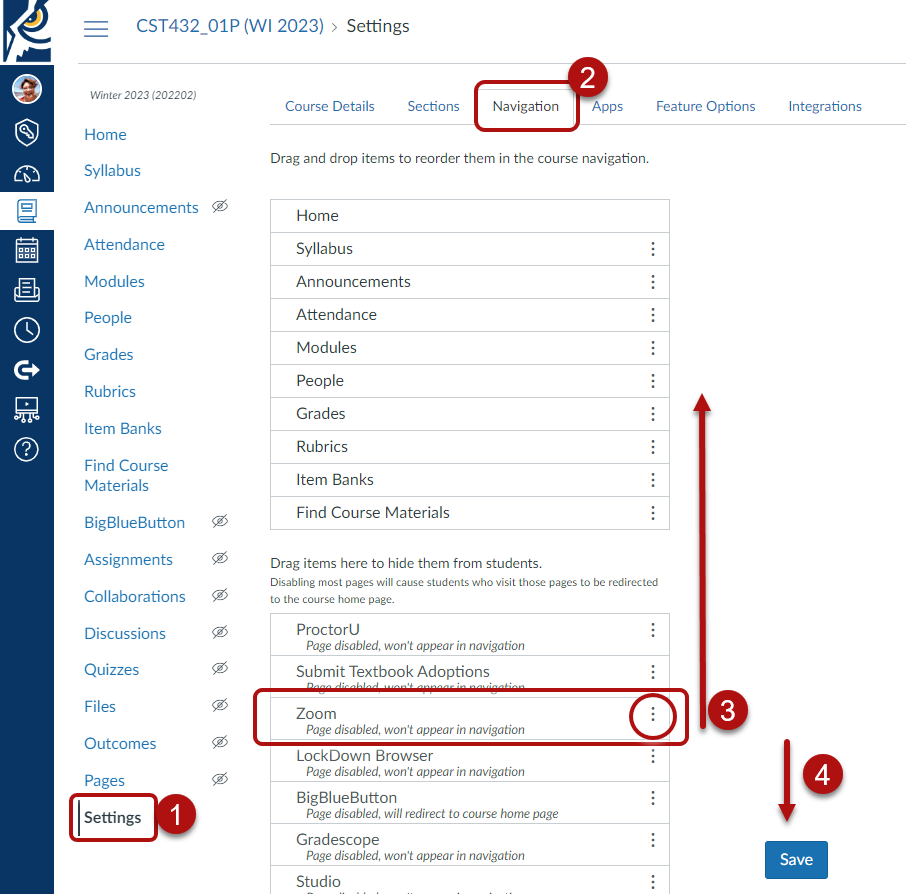 CST432_01P (WI 2023) > Settings
Winter 2023 (202202)
Home
Syllabus
Announcements
Attendance
Modules
People
Grades
Rubrics
Item Banks
Find Course
Materials
BigBlueButton
Assignments
Collaborations
Discussions
Quizzes
Files
Outcomes
Pages
Settings
1
2
Course Details
Sections
Navigation
Apps
Feature Options
Integrations
Drag and drop items to reorder them in the course navigation.
Home
Syllabus
Announcements
Attendance
Modules
People
Grades
Rubrics
Item Banks
Find Course Materials
Drag items here to hide them from students.
Disabling most pages will cause students who visit those pages to be redirected
to the course home page.
ProctorU
Page disabled, won't appear in navigation
Submit Textbook Adoptions
Page disabled, won't appear in navigation
Zoom
Page disabled, won't appear in navigation
3
LockDown Browser
Page disabled, won't appear in navigation
BigBlueButton
Page disabled, will redirect to course home page
Gradescope
Page disabled, won't appear in navigation
Studio
4
Save